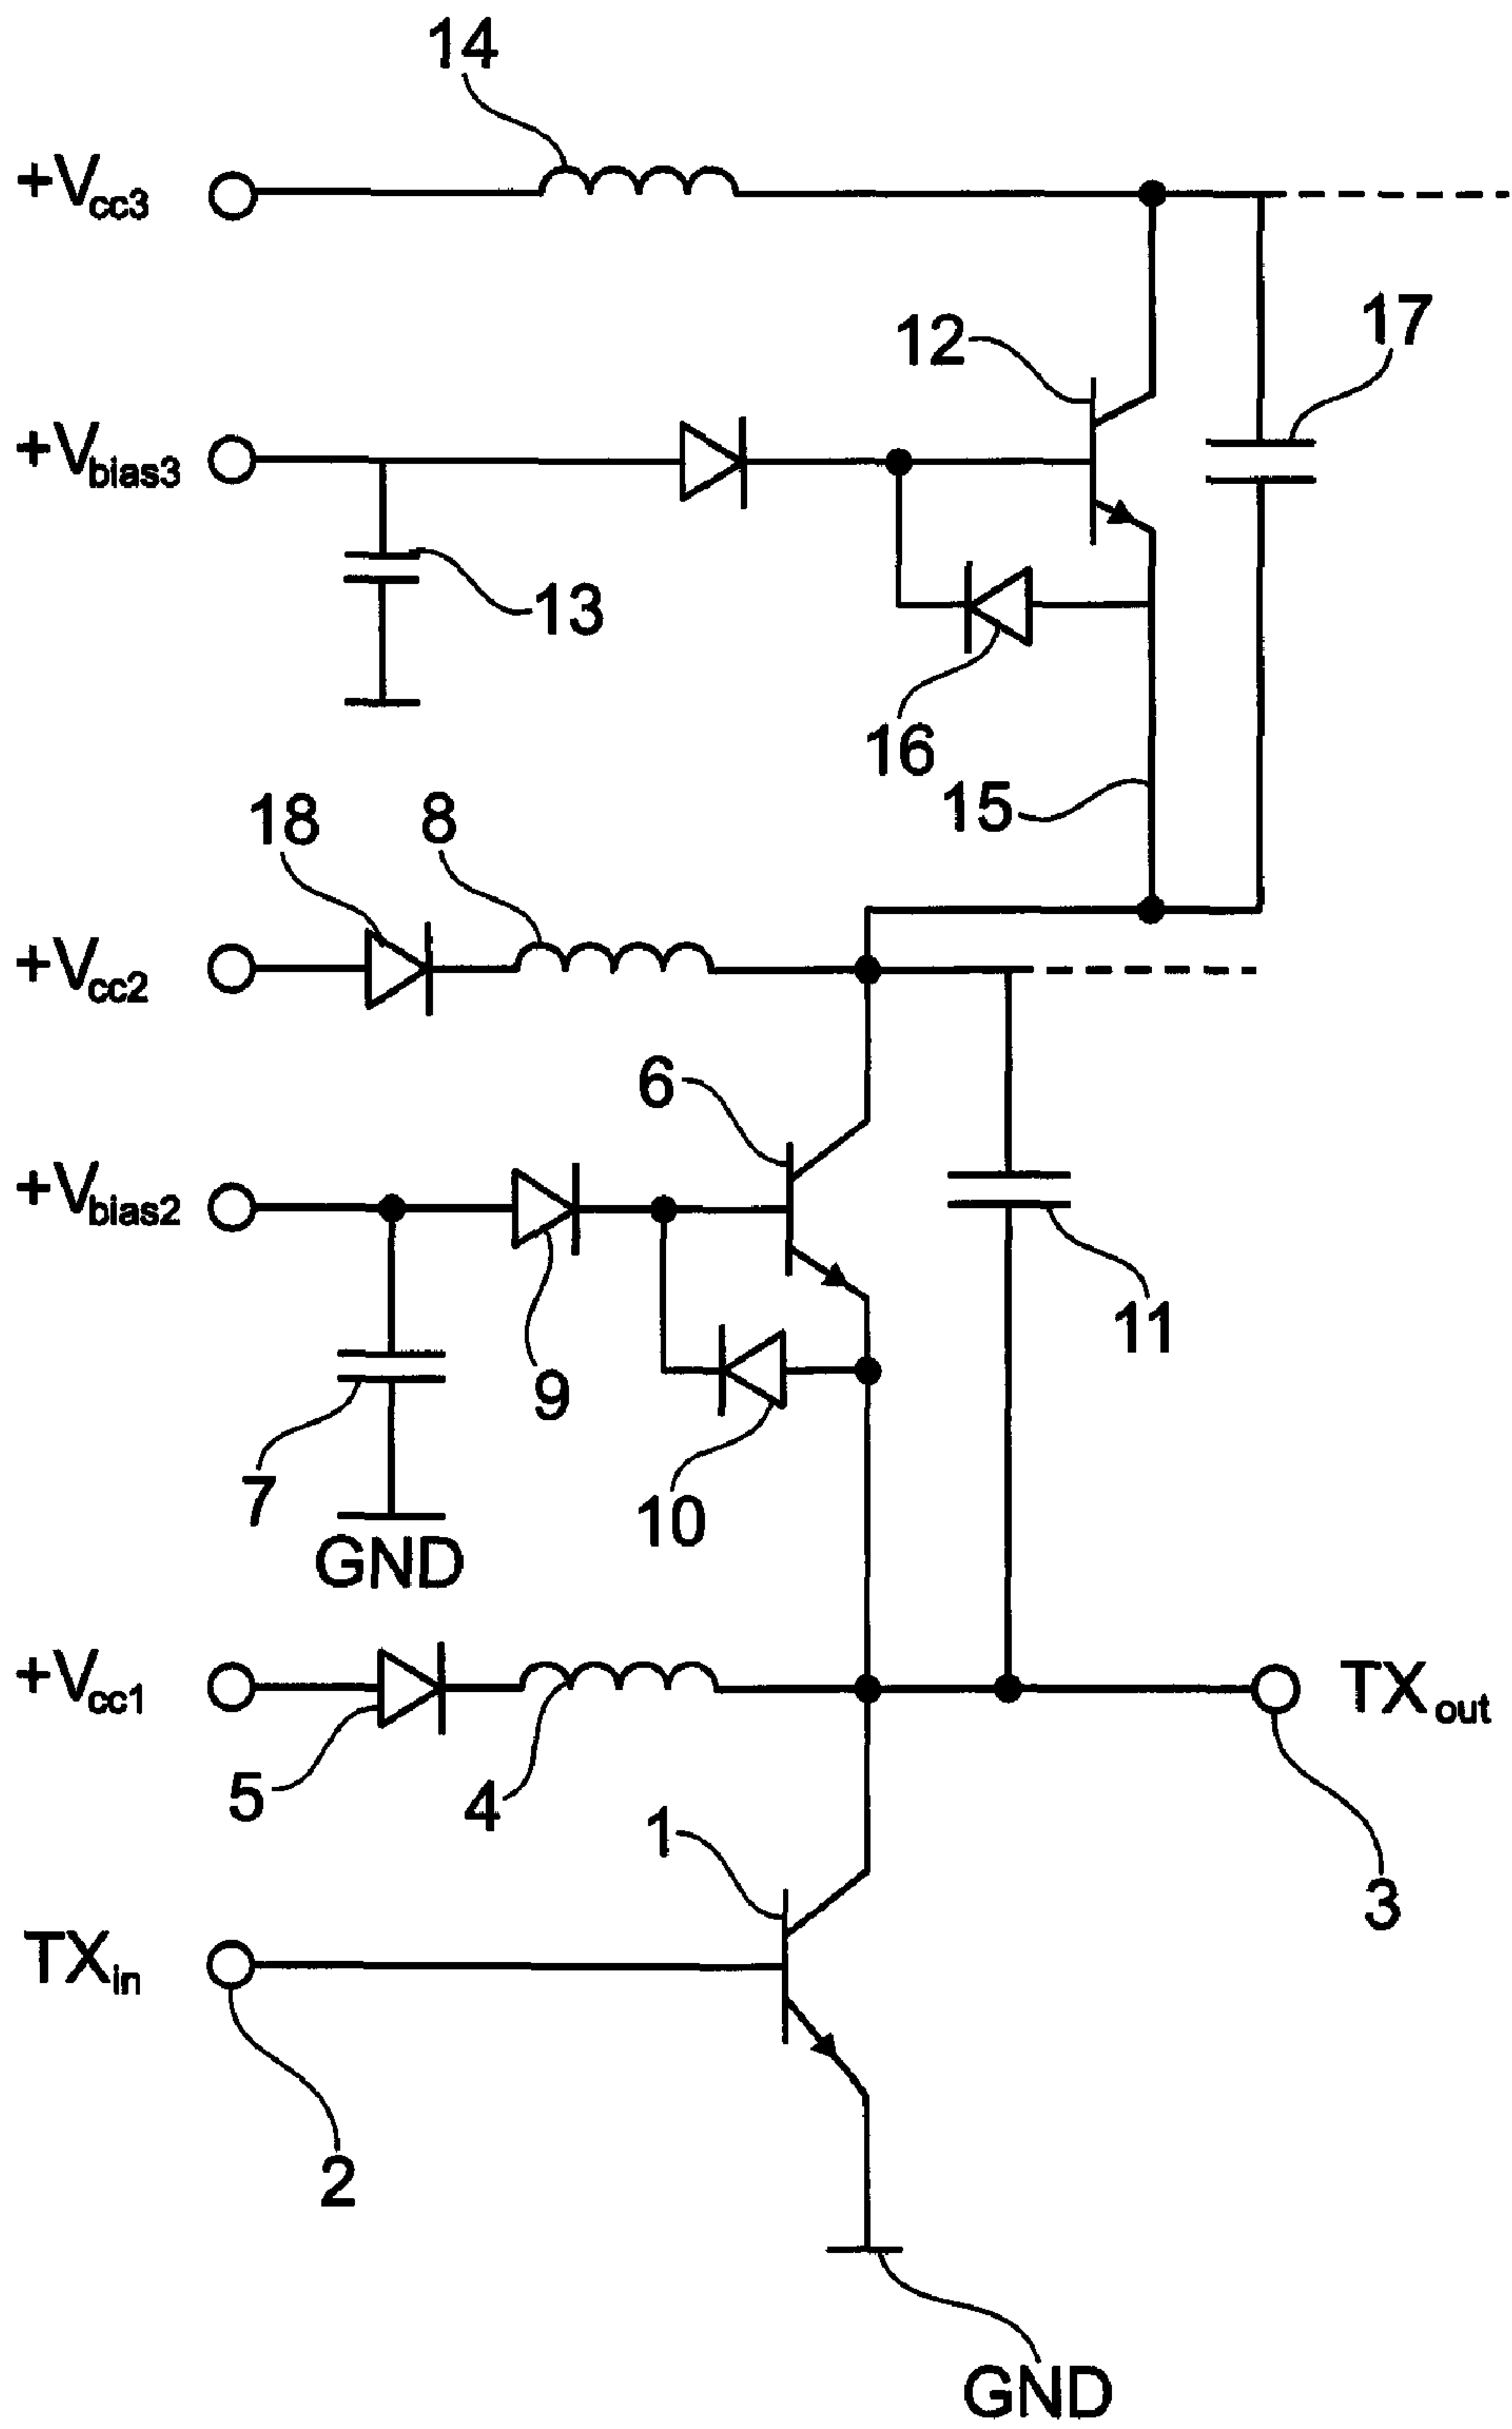 14
+Vcc3
12
17
+Vbias3
13
16
15
18
8
+Vcc2
6
+Vbias2
11
9
7
10
GND
+Vcc1
TXout
5
4
1
3
TXin
2
GND